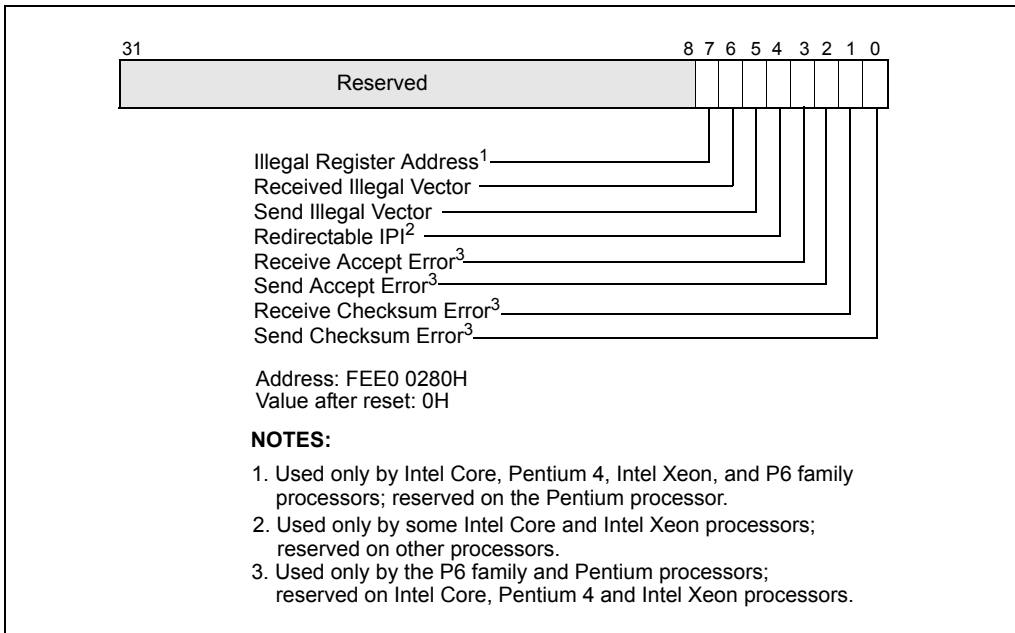 31 8 7 6 5 4 3 2 1 0
Reserved
Illegal Register Address1
Received Illegal Vector
Send Illegal Vector
Redirectable IPI2
Receive Accept Error3
Send Accept Error3
Receive Checksum Error3
Send Checksum Error3
Address: FEE0 0280H
Value after reset: 0H
NOTES:
1. Used only by Intel Core, Pentium 4, Intel Xeon, and P6 family
processors; reserved on the Pentium processor.
2. Used only by some Intel Core and Intel Xeon processors;
reserved on other processors.
3. Used only by the P6 family and Pentium processors;
reserved on Intel Core, Pentium 4 and Intel Xeon processors.